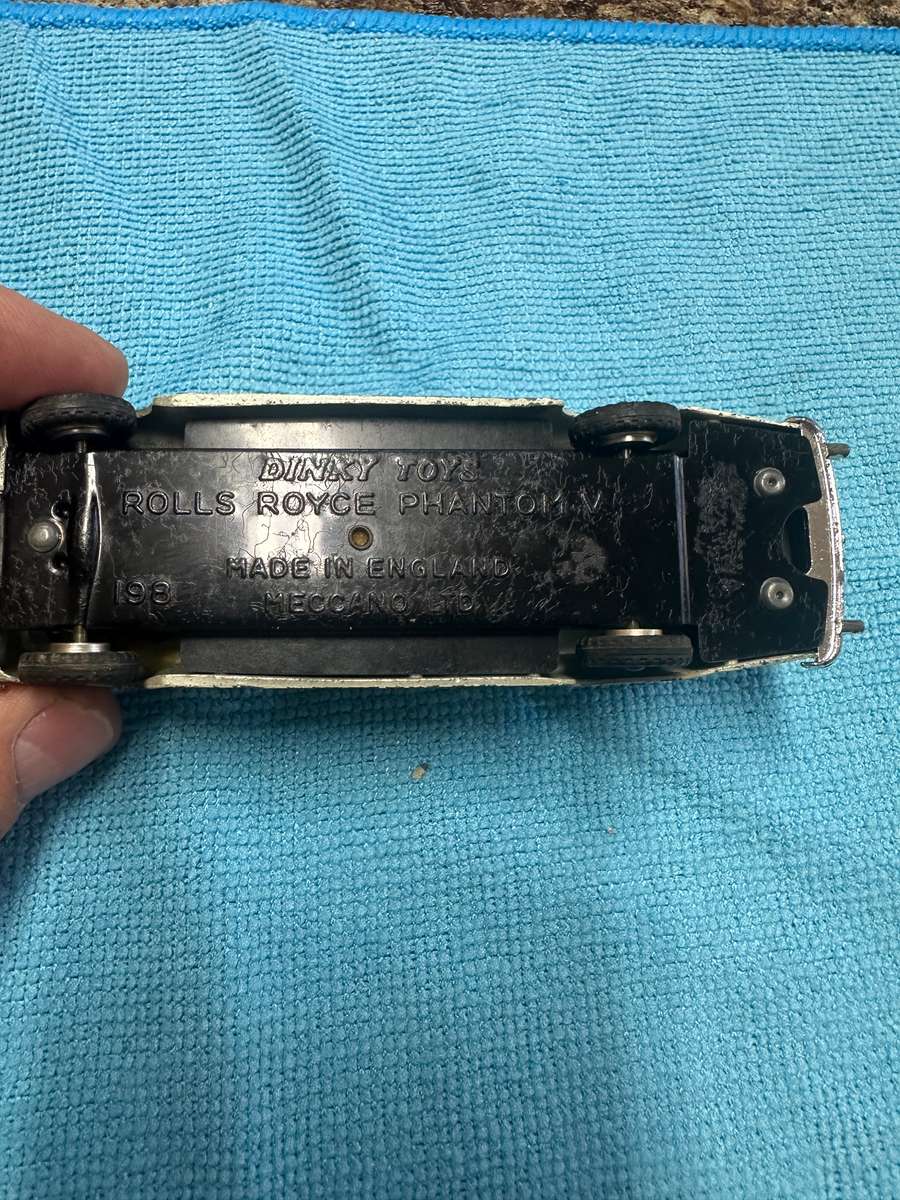 DINKY TOYS
ROLLS ROYCE PHANTOM V
MADE IN ENGLAND
198 MECCANO LTD